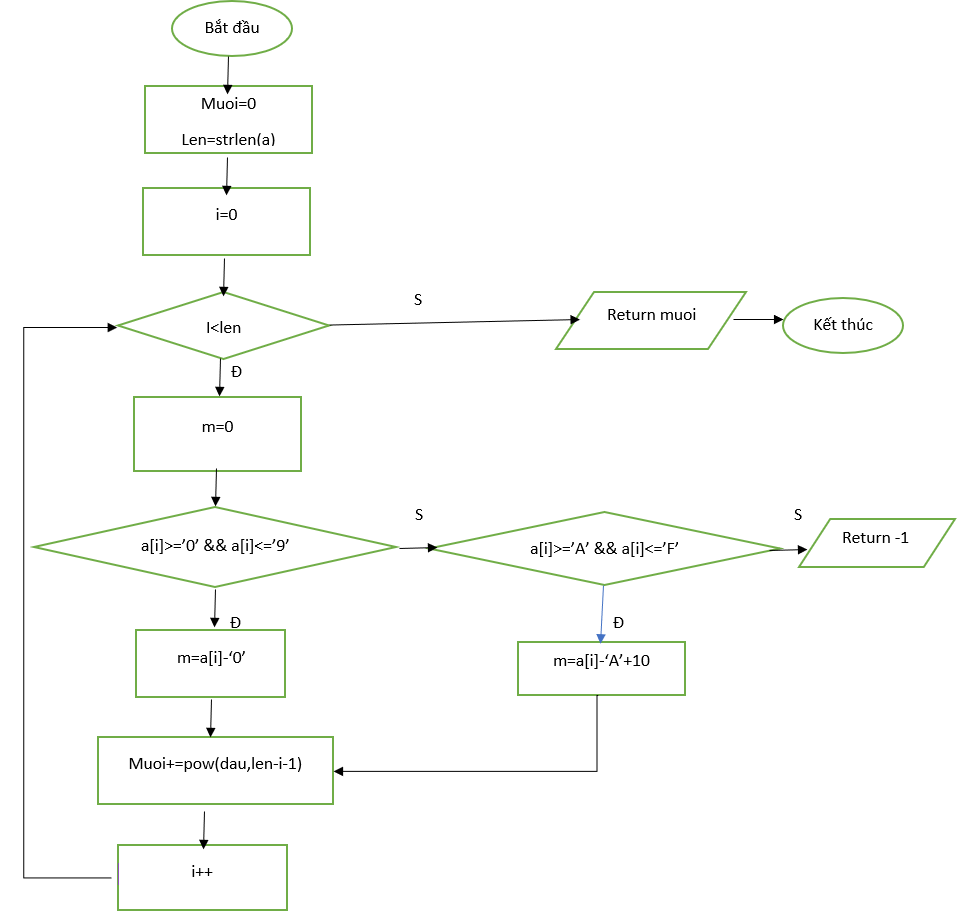 Bắt đầu
Muoi=0
Len=strlen(a)
i=0
I<len
S
Return muoi
Kết thúc
Đ
m=0
a[i]>=’0’ && a[i]<=’9’
S
a[i]>=’A’ && a[i]<=’F’
S
Return -1
Đ
m=a[i]-‘0’
Đ
m=a[i]-‘A’+10
Muoi+=pow(dau,len-i-1)
i++